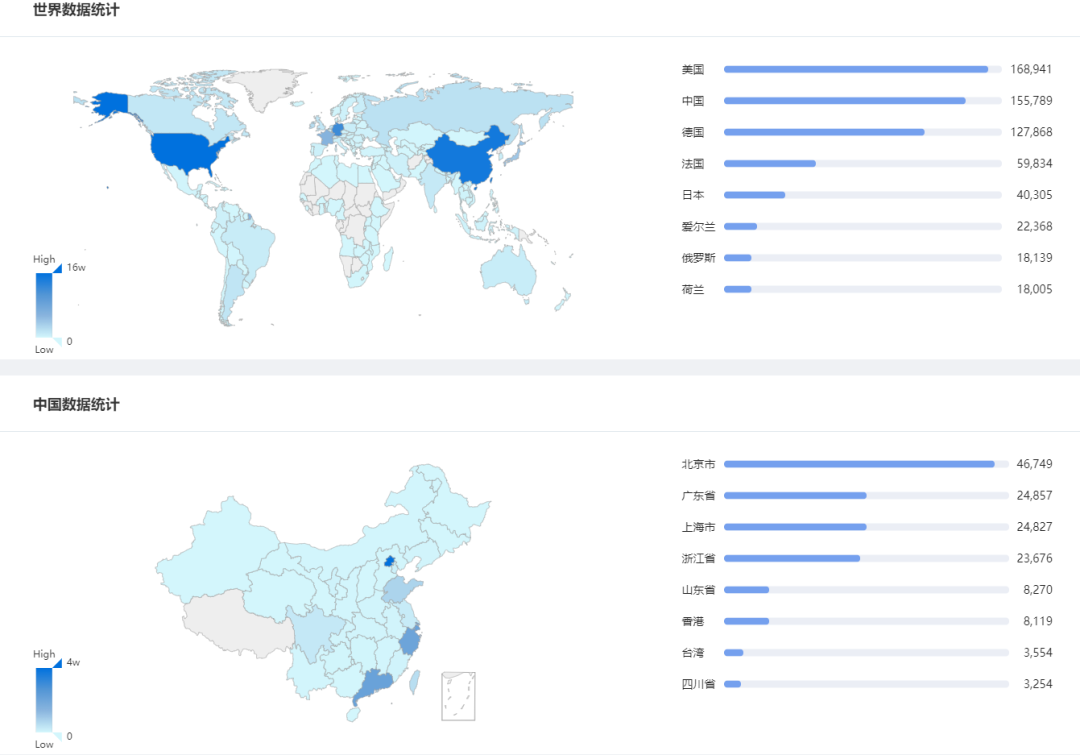 世界数据统计
美国 168,941
中国 155,789
德国 127,868
法国 59,834
日本 40,305
爱尔兰 22,368
俄罗斯 18,139
荷兰 18,005
High
16w
0
Low
中国数据统计
北京市 46,749
广东省 24,857
上海市 24,827
浙江省 23,676
山东省 8,270
香港 8,119
台湾 3,554
四川省 3,254
High
4w
0
Low